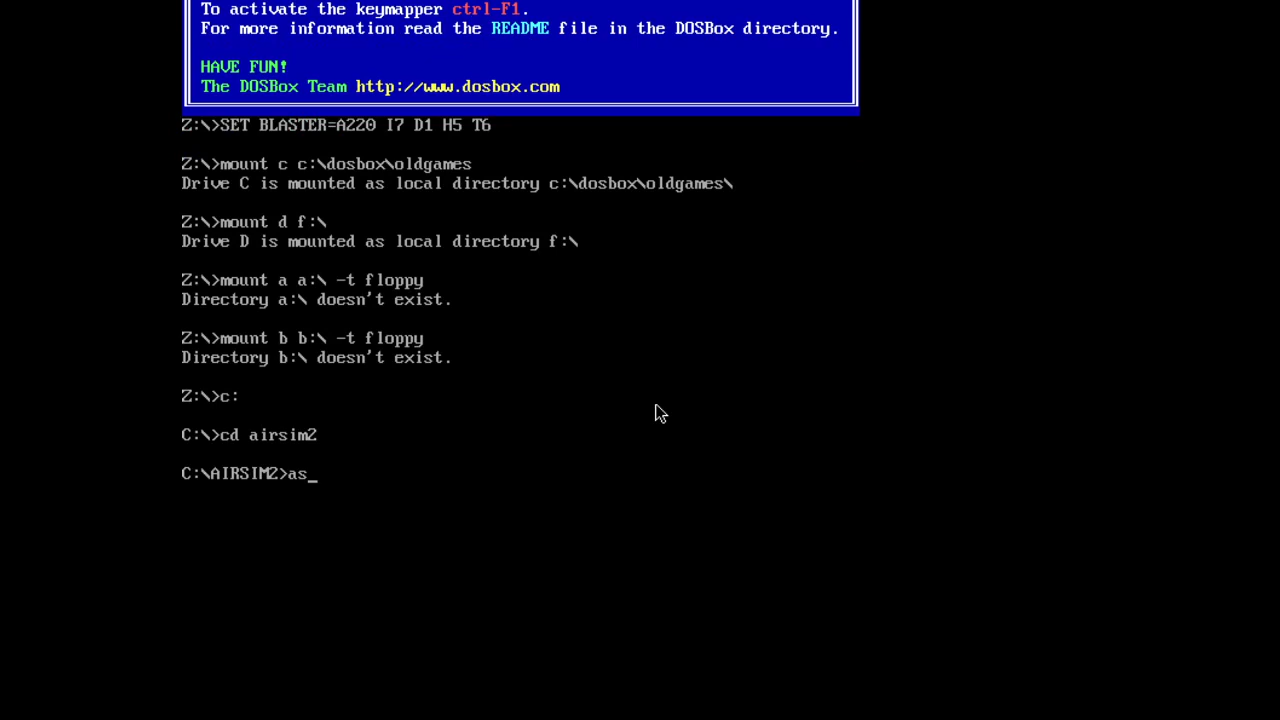 To activate the keymapper ctrl-F1.
For more information read the README file in the DOSBox directory.
HAVE FUN!
The DOSBox Team http://www.dosbox.com
Z:\>SET BLASTER=A220 I7 D1 H5 T6
Z:\>mount c c:\dosbox\oldgames
Drive C is mounted as local directory c:\dosbox\oldgames\
Z:\>mount d f:\
Drive D is mounted as local directory f:\
Z:\>mount a a:\ -t floppy
Directory a:\ doesn't exist.
Z:\>mount b b:\ -t floppy
Directory b:\ doesn't exist.
Z:\>c:
C:\>cd airsim2
C:\AIRSIM2>as_